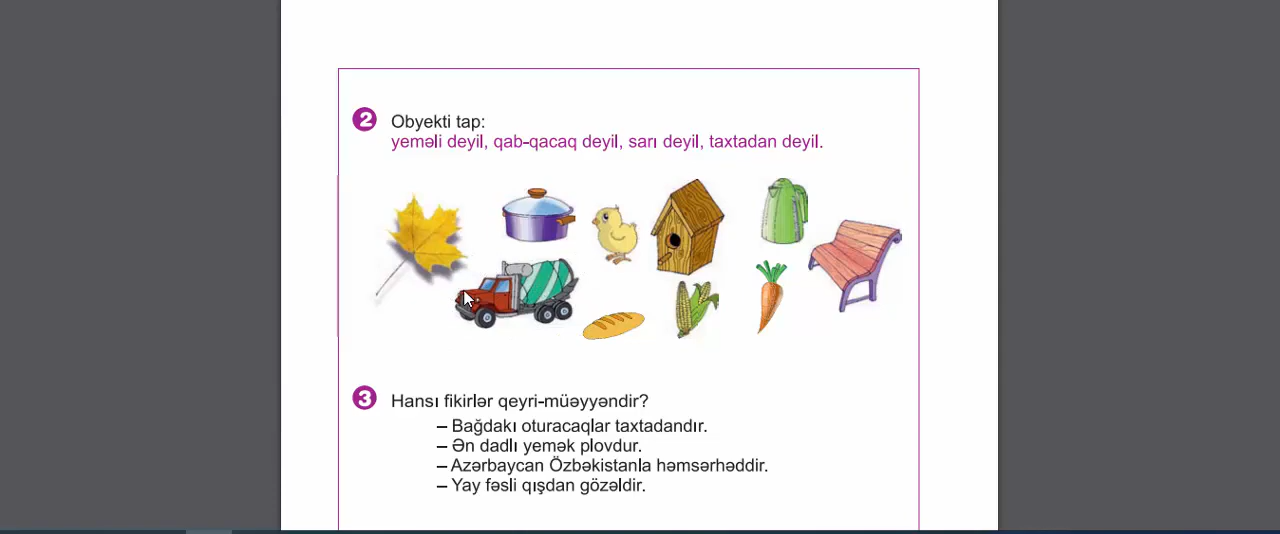 2 Obyekti tap:
yeməli deyil, qab-qacaq deyil, sarı deyil, taxtadan deyil.
3 Hansı fikirlər qeyri-müəyyəndir?
– Bağdakı oturacaqlar taxtadandır.
– Ən dadlı yemək plovdur.
– Azərbaycan Özbəkistanla həmsərhəddir.
– Yay fəsli qışdan gözəldir.